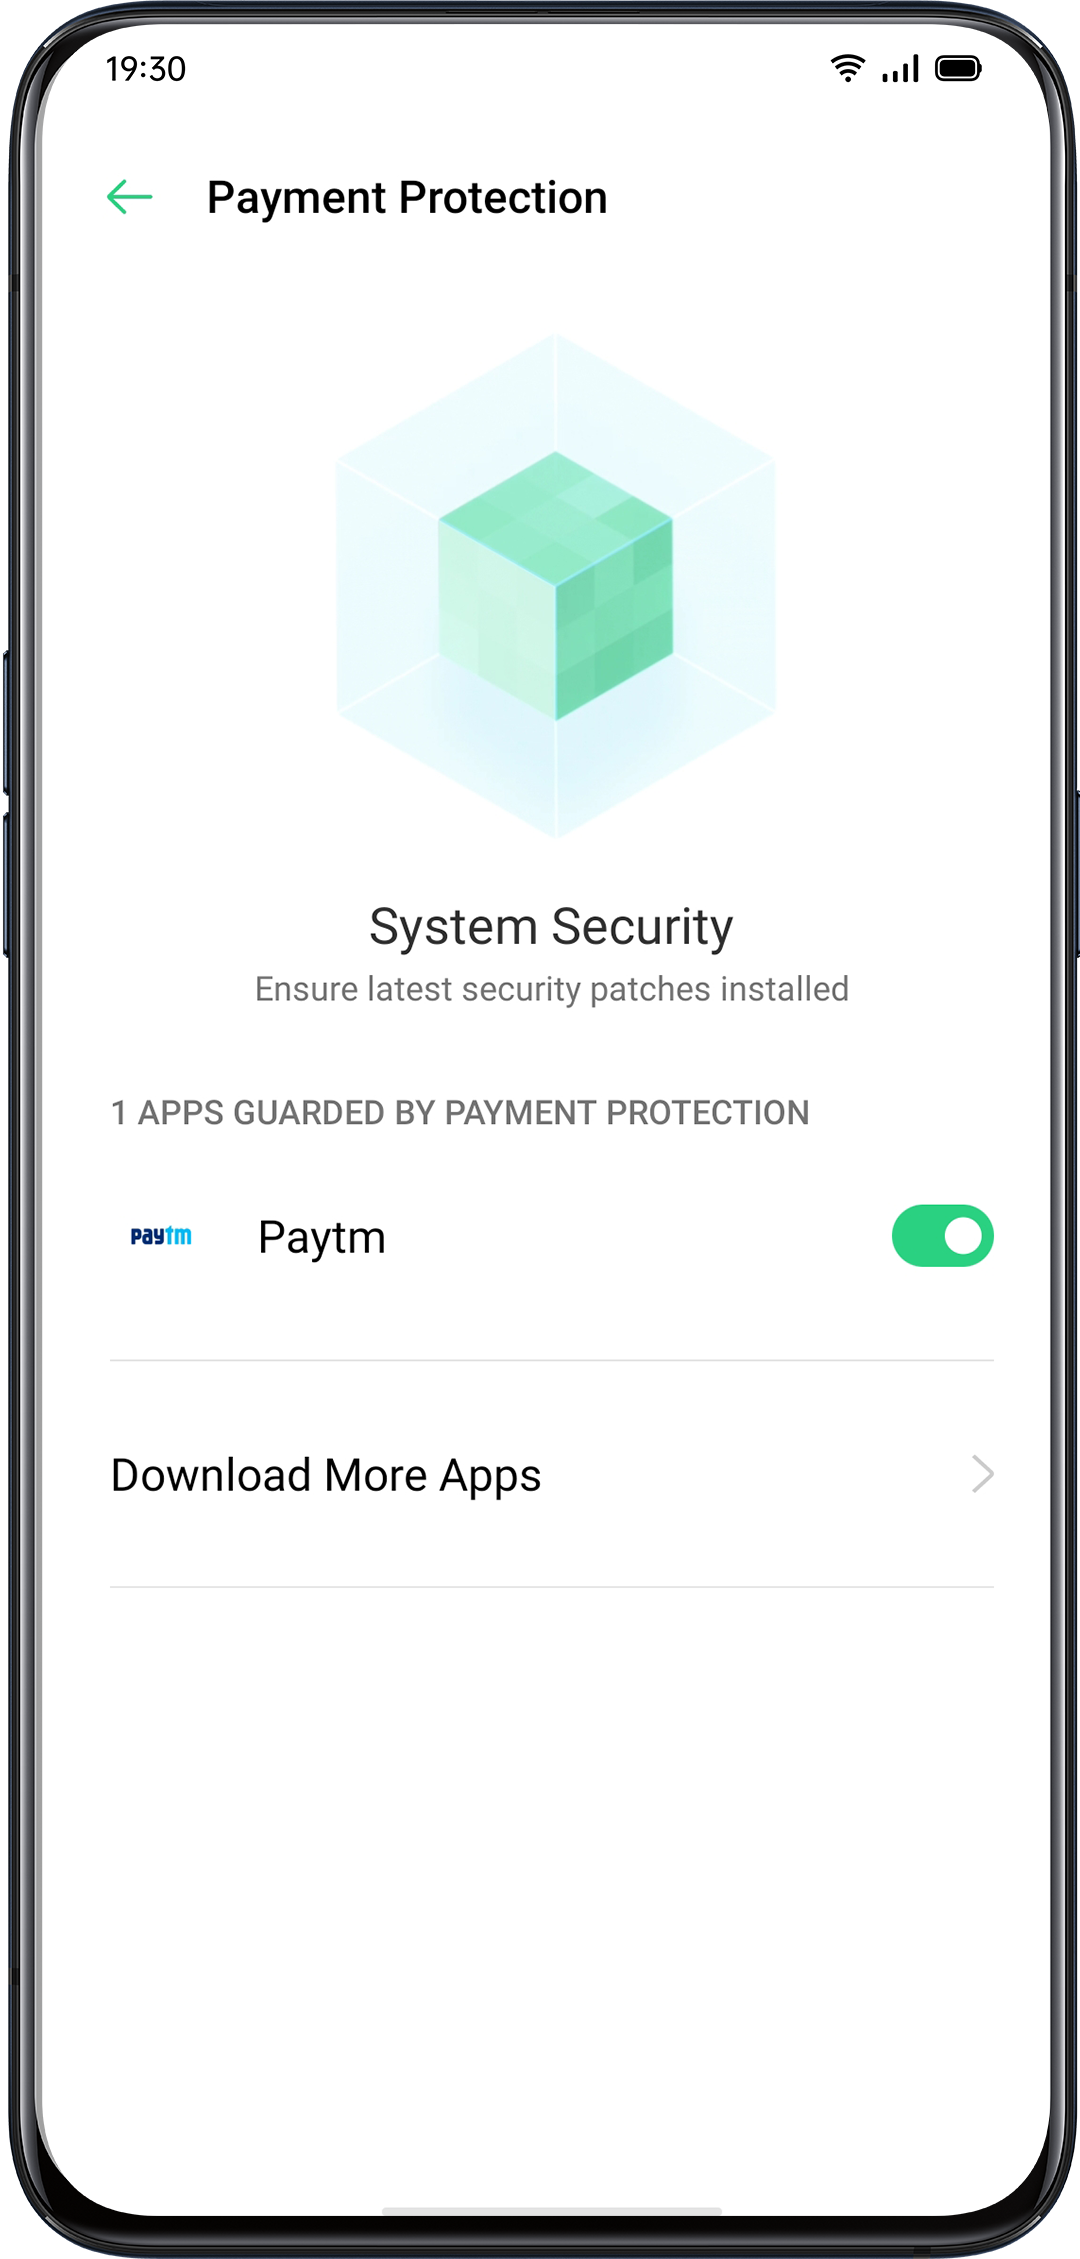 19:30
Payment Protection
System Security
Ensure latest security patches installed
1 APPS GUARDED BY PAYMENT PROTECTION
paytm Paytm
Download More Apps